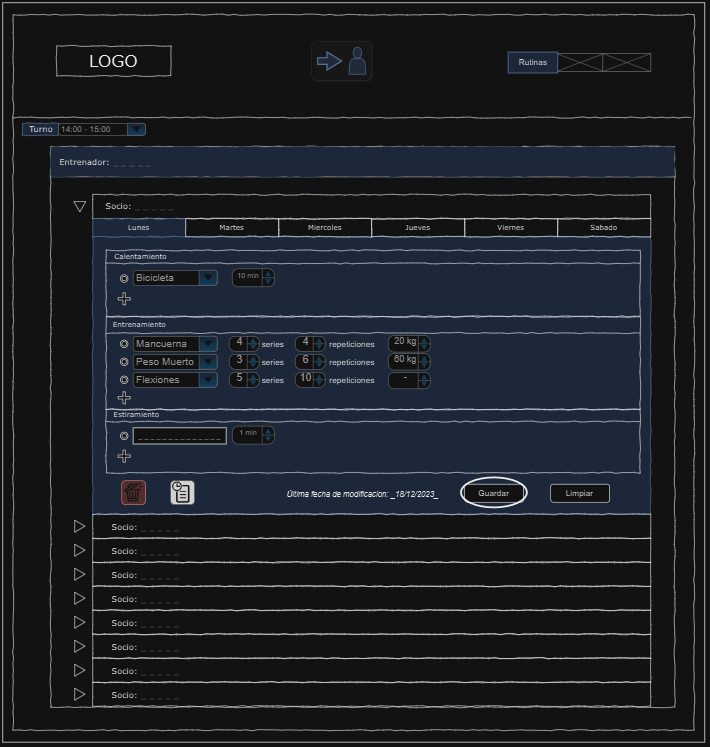 LOGO
Rutinas
Turno 14:00 - 15:00
Entrenador: _ _ _ _ _
Socio: _ _ _ _ _
Lunes Martes Miercoles Jueves Viernes Sabado
Calentamiento
Bicicleta 10 min
Entrenamiento
Mancuerna 4 series 4 repeticiones 20 kg
Peso Muerto 3 series 6 repeticiones 60 kg
Flexiones 5 series 10 repeticiones -
Estiramiento
_ _ _ _ _ _ _ _ _ _ _ _ _ 1 min
Última fecha de modificacion: _18/12/2023_ Guardar Limpiar
Socio: _ _ _ _ _
Socio: _ _ _ _ _
Socio: _ _ _ _ _
Socio: _ _ _ _ _
Socio: _ _ _ _ _
Socio: _ _ _ _ _
Socio: _ _ _ _ _
Socio: _ _ _ _ _